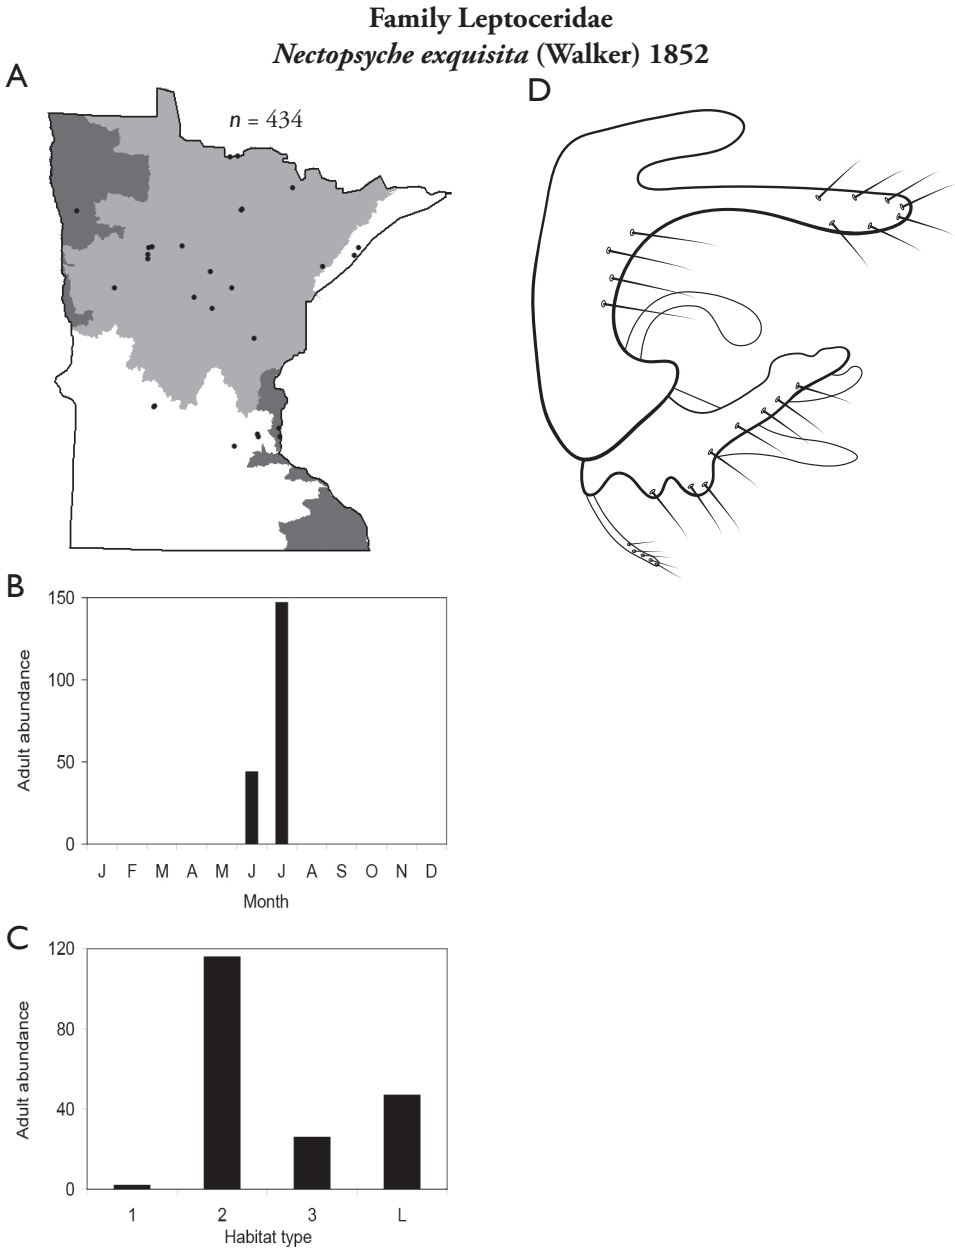 Family Leptoceridae
Nectopsyche exquisita (Walker) 1852
A
n = 434
D
B
150
100
50
0
Adult abundance
J F M A M J J A S O N D
Month
C
120
80
40
0
Adult abundance
1 2 3 L
Habitat type